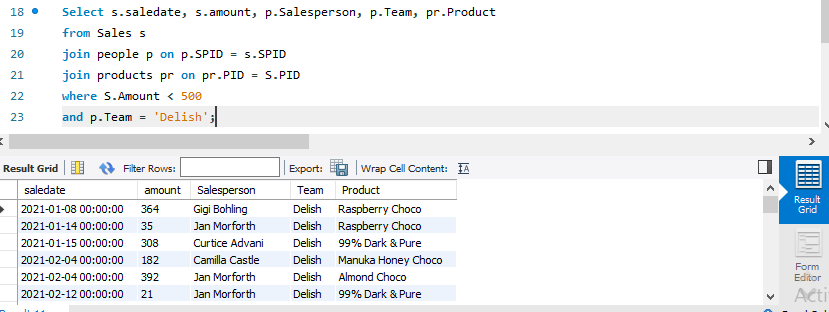 18 Select s.saledate, s.amount, p.Salesperson, p.Team, pr.Product
19 from Sales s
20 join people p on p.SPID = s.SPID
21 join products pr on pr.PID = S.PID
22 where S.Amount < 500
23 and p.Team = 'Delish';
Result Grid Filter Rows: Export: Wrap Cell Content:
saledate amount Salesperson Team Product
2021-01-08 00:00:00 364 Gigi Bohling Delish Raspberry Choco
2021-01-14 00:00:00 35 Jan Morforth Delish Raspberry Choco
2021-01-15 00:00:00 308 Curtice Advani Delish 99% Dark & Pure
2021-02-04 00:00:00 182 Camilla Castle Delish Manuka Honey Choco
2021-02-04 00:00:00 392 Jan Morforth Delish Almond Choco
2021-02-12 00:00:00 21 Jan Morforth Delish 99% Dark & Pure
Result
Grid
Form
Editor
Acti